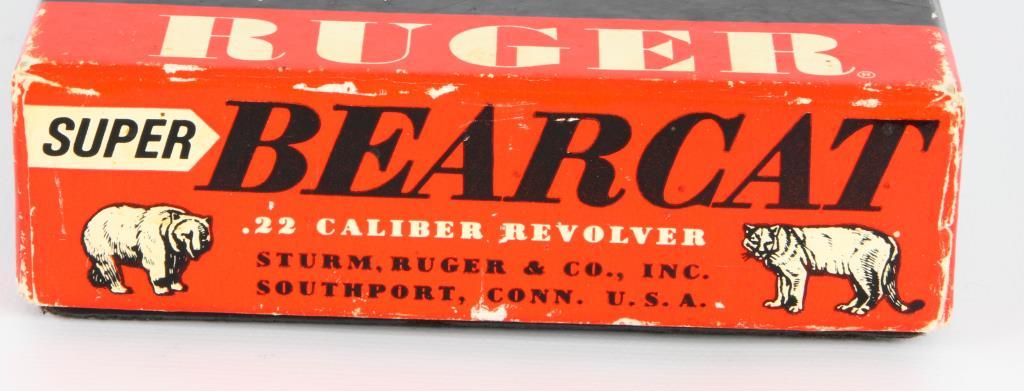 RUGER®
SUPER BEARCAT
.22 CALIBER REVOLVER
STURM, RUGER & CO., INC.
SOUTHPORT, CONN. U.S.A.